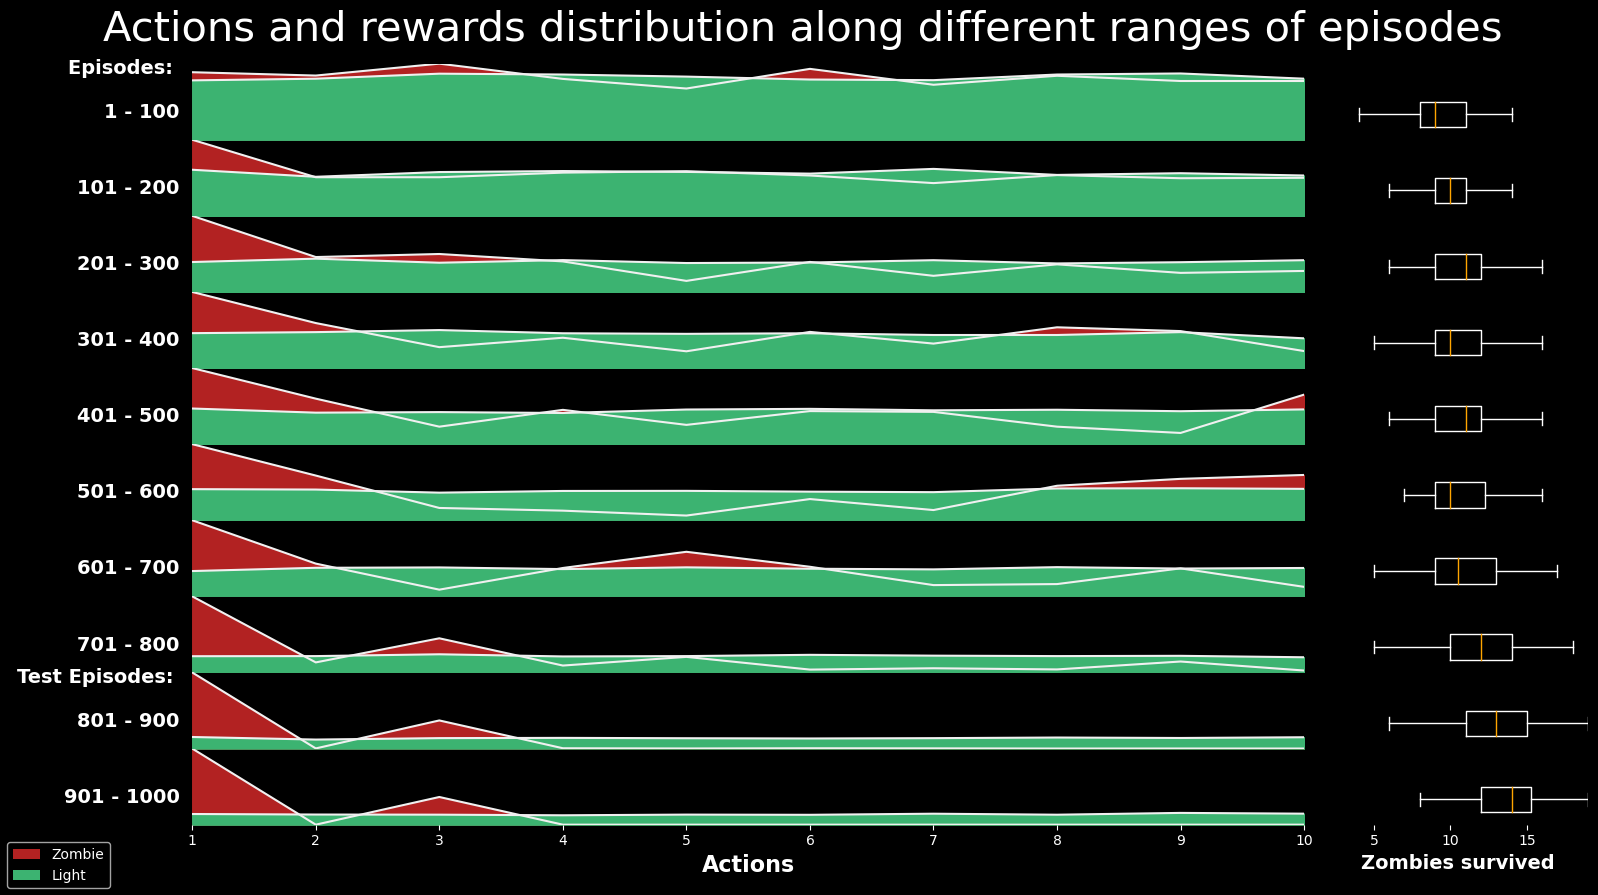 Actions and rewards distribution along different ranges of episodes
Episodes:
1 - 100
101 - 200
201 - 300
301 - 400
401 - 500
501 - 600
601 - 700
701 - 800
Test Episodes:
801 - 900
901 - 1000
1 2 3 4 5 6 7 8 9 10
5 10 15
Actions
Zombies survived
Zombie
Light